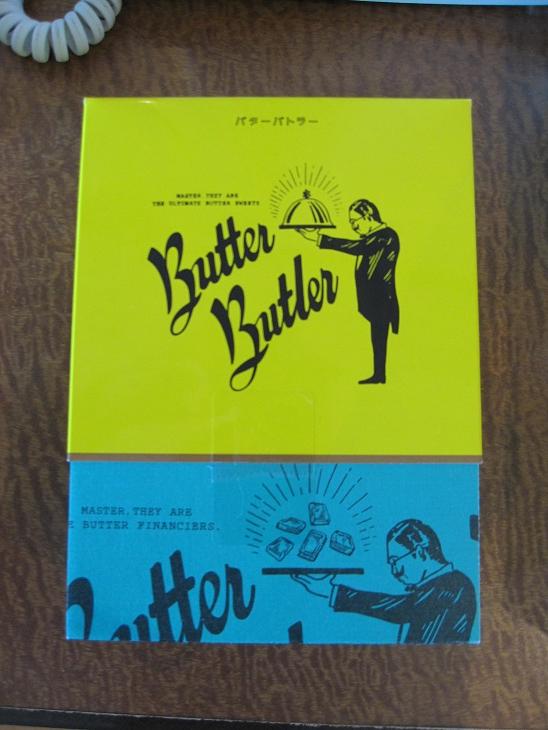 バターバトラー
MASTER, THEY ARE
THE ULTIMATE BUTTER SWEETS
Butter
Butler
MASTER, THEY ARE
E BUTTER FINANCIERS.
Butter